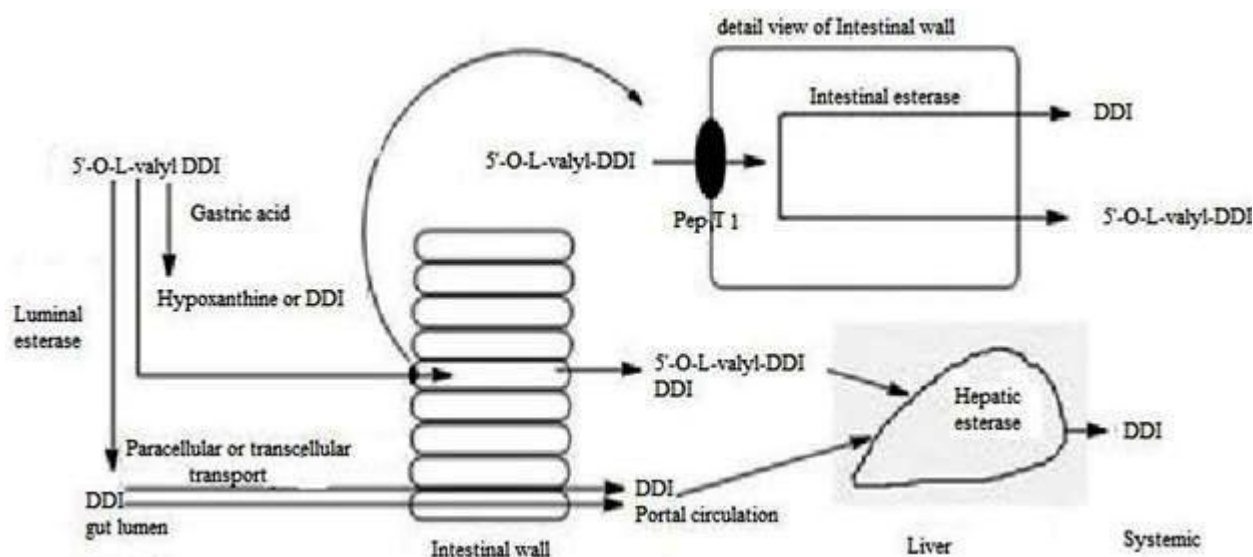 detail view of Intestinal wall
Intestinal esterase
DDI
5'-O-L-valyl-DDI
Pep T 1
5'-O-L-valyl-DDI
5'-O-L-valyl DDI
Gastric acid
Hypoxanthine or DDI
Luminal
esterase
5'-O-L-valyl-DDI
DDI
Hepatic
esterase
DDI
Paracellular or transcellular
transport
DDI
gut lumen
DDI
Portal circulation
Intestinal wall
Liver
Systemic